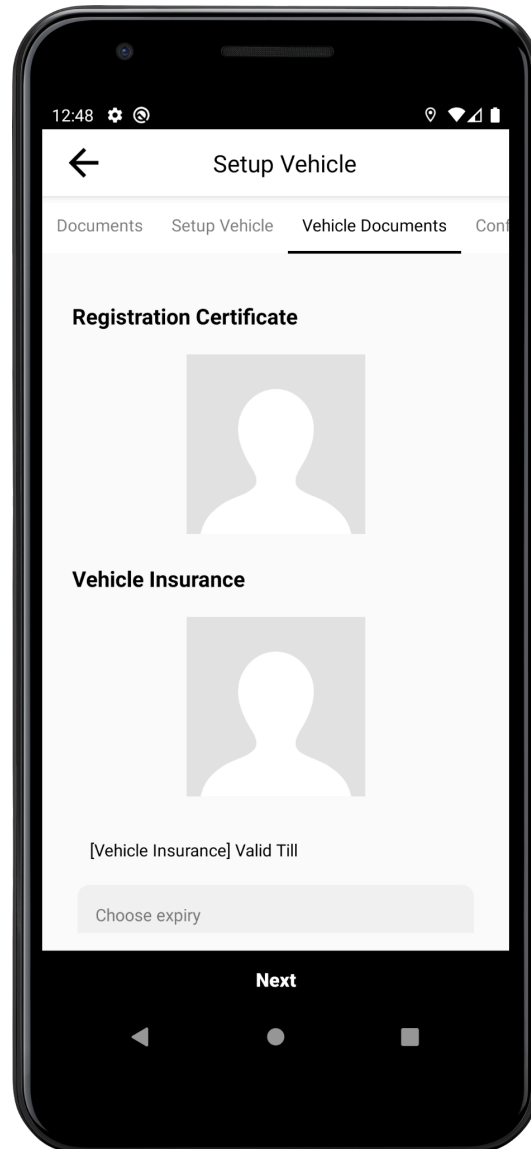 12:48
Setup Vehicle
Documents Setup Vehicle Vehicle Documents Conf
Registration Certificate
Vehicle Insurance
[Vehicle Insurance] Valid Till
Choose expiry
Next